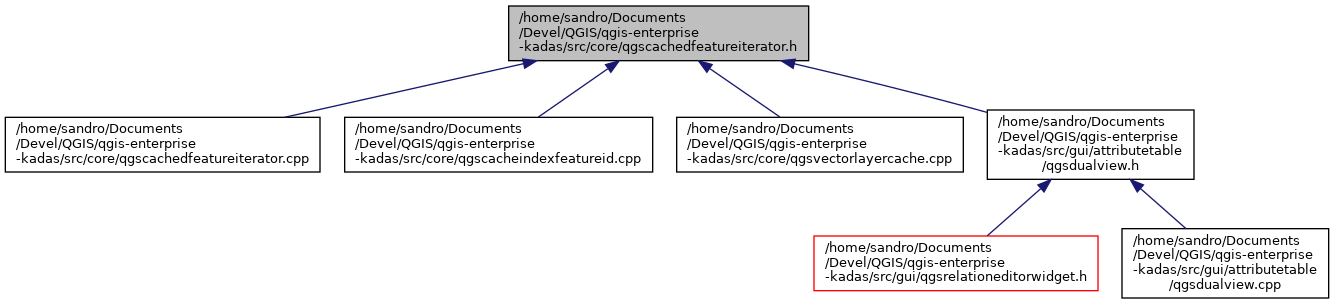 /home/sandro/Documents
/Devel/QGIS/qgis-enterprise
-kadas/src/core/qgscachedfeatureiterator.h
/home/sandro/Documents
/Devel/QGIS/qgis-enterprise
-kadas/src/core/qgscachedfeatureiterator.cpp
/home/sandro/Documents
/Devel/QGIS/qgis-enterprise
-kadas/src/core/qgscacheindexfeatureid.cpp
/home/sandro/Documents
/Devel/QGIS/qgis-enterprise
-kadas/src/core/qgsvectorlayercache.cpp
/home/sandro/Documents
/Devel/QGIS/qgis-enterprise
-kadas/src/gui/attributetable
/qgsdualview.h
/home/sandro/Documents
/Devel/QGIS/qgis-enterprise
-kadas/src/gui/qgsrelationeditorwidget.h
/home/sandro/Documents
/Devel/QGIS/qgis-enterprise
-kadas/src/gui/attributetable
/qgsdualview.cpp